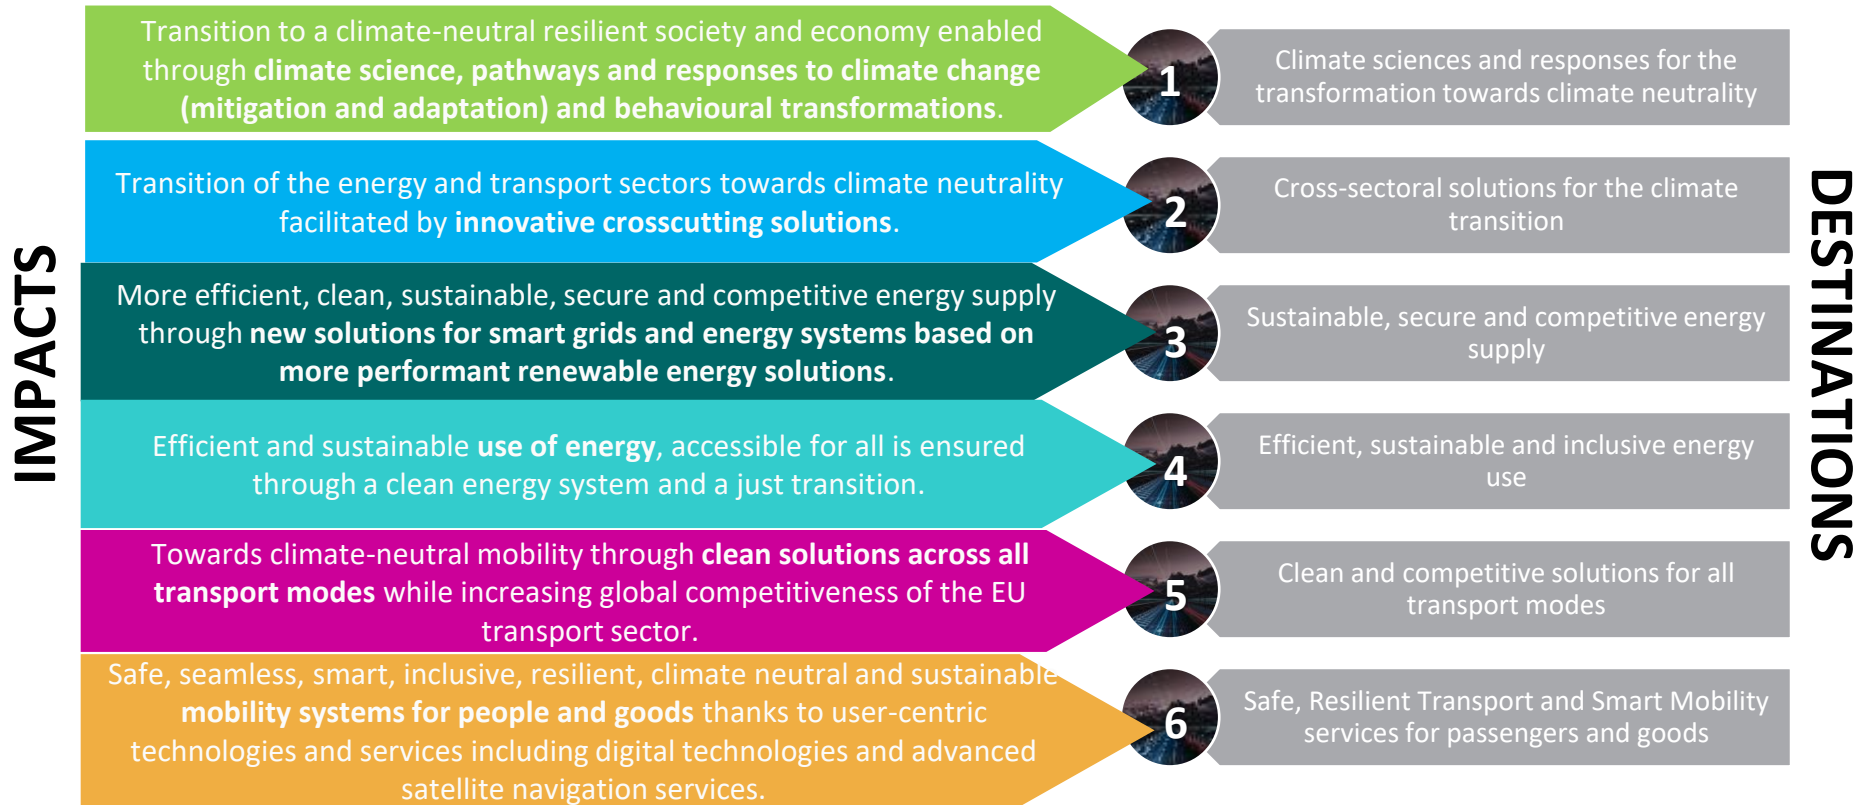 IMPACTS
Transition to a climate-neutral resilient society and economy enabled
through climate science, pathways and responses to climate change
(mitigation and adaptation) and behavioural transformations.
1
Climate sciences and responses for the
transformation towards climate neutrality
Transition of the energy and transport sectors towards climate neutrality
facilitated by innovative crosscutting solutions.
2
Cross-sectoral solutions for the climate
transition
More efficient, clean, sustainable, secure and competitive energy supply
through new solutions for smart grids and energy systems based on
more performant renewable energy solutions.
3
Sustainable, secure and competitive energy
supply
Efficient and sustainable use of energy, accessible for all is ensured
through a clean energy system and a just transition.
4
Efficient, sustainable and inclusive energy
use
Towards climate-neutral mobility through clean solutions across all
transport modes while increasing global competitiveness of the EU
transport sector.
5
Clean and competitive solutions for all
transport modes
Safe, seamless, smart, inclusive, resilient, climate neutral and sustainable
mobility systems for people and goods thanks to user-centric
technologies and services including digital technologies and advanced
satellite navigation services.
6
Safe, Resilient Transport and Smart Mobility
services for passengers and goods
DESTINATIONS